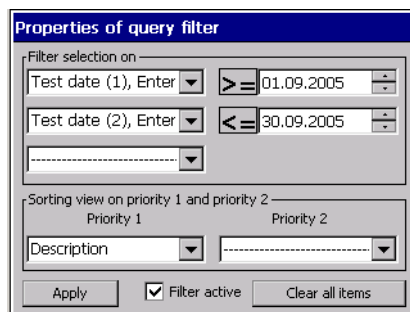 Properties of query filter
Filter selection on
Test date (1), Enter >= 01.09.2005
Test date (2), Enter <= 30.09.2005
Sorting view on priority 1 and priority 2
Priority 1 Priority 2
Description
Apply Filter active Clear all items